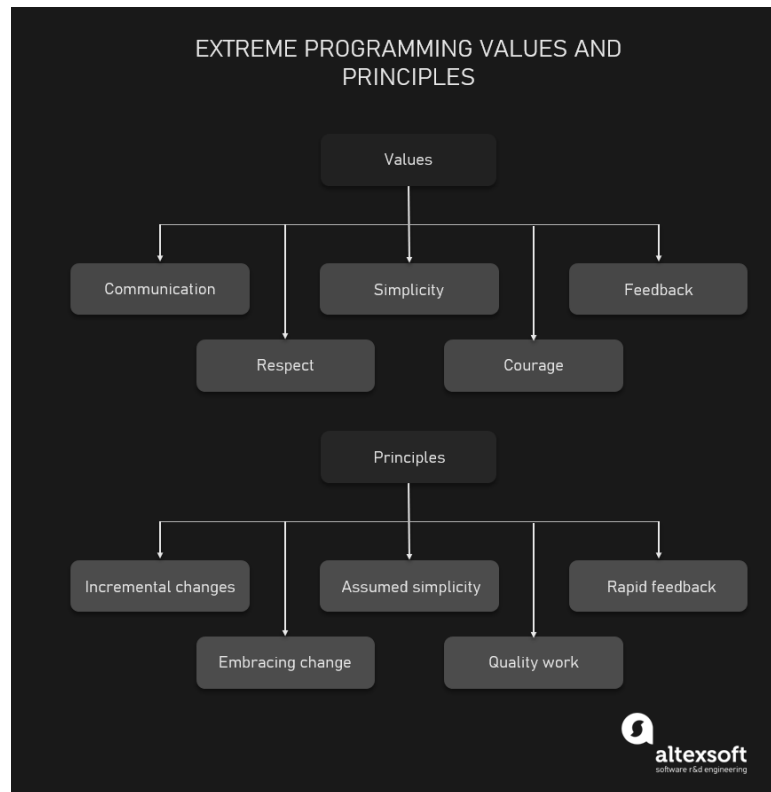 EXTREME PROGRAMMING VALUES AND
PRINCIPLES
Values
Communication
Simplicity
Feedback
Respect
Courage
Principles
Incremental changes
Assumed simplicity
Rapid feedback
Embracing change
Quality work
altexsoft
software r&d engineering